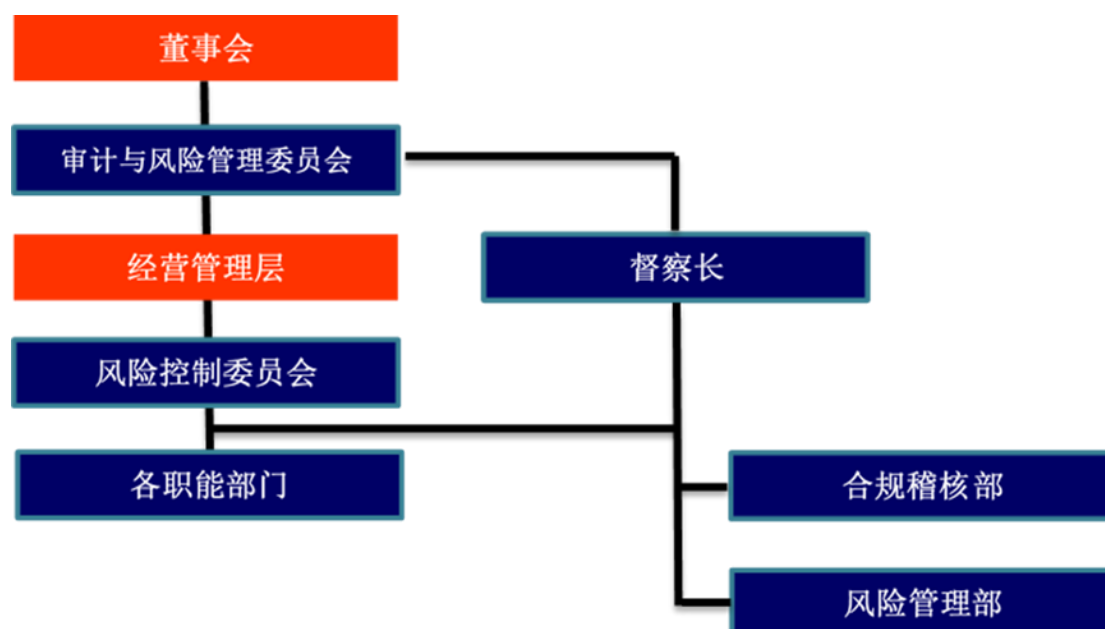 董事会
审计与风险管理委员会
经营管理层
督察长
风险控制委员会
各职能部门
合规稽核部
风险管理部